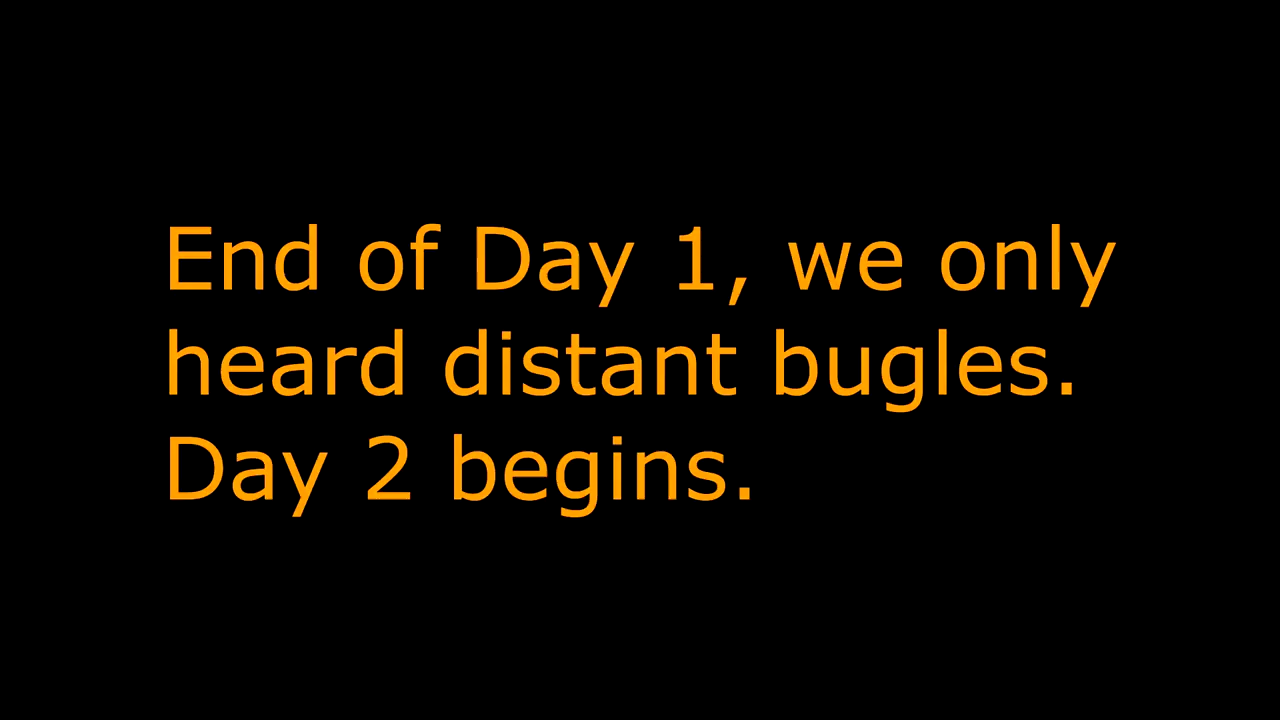 End of Day 1, we only
heard distant bugles.
Day 2 begins.